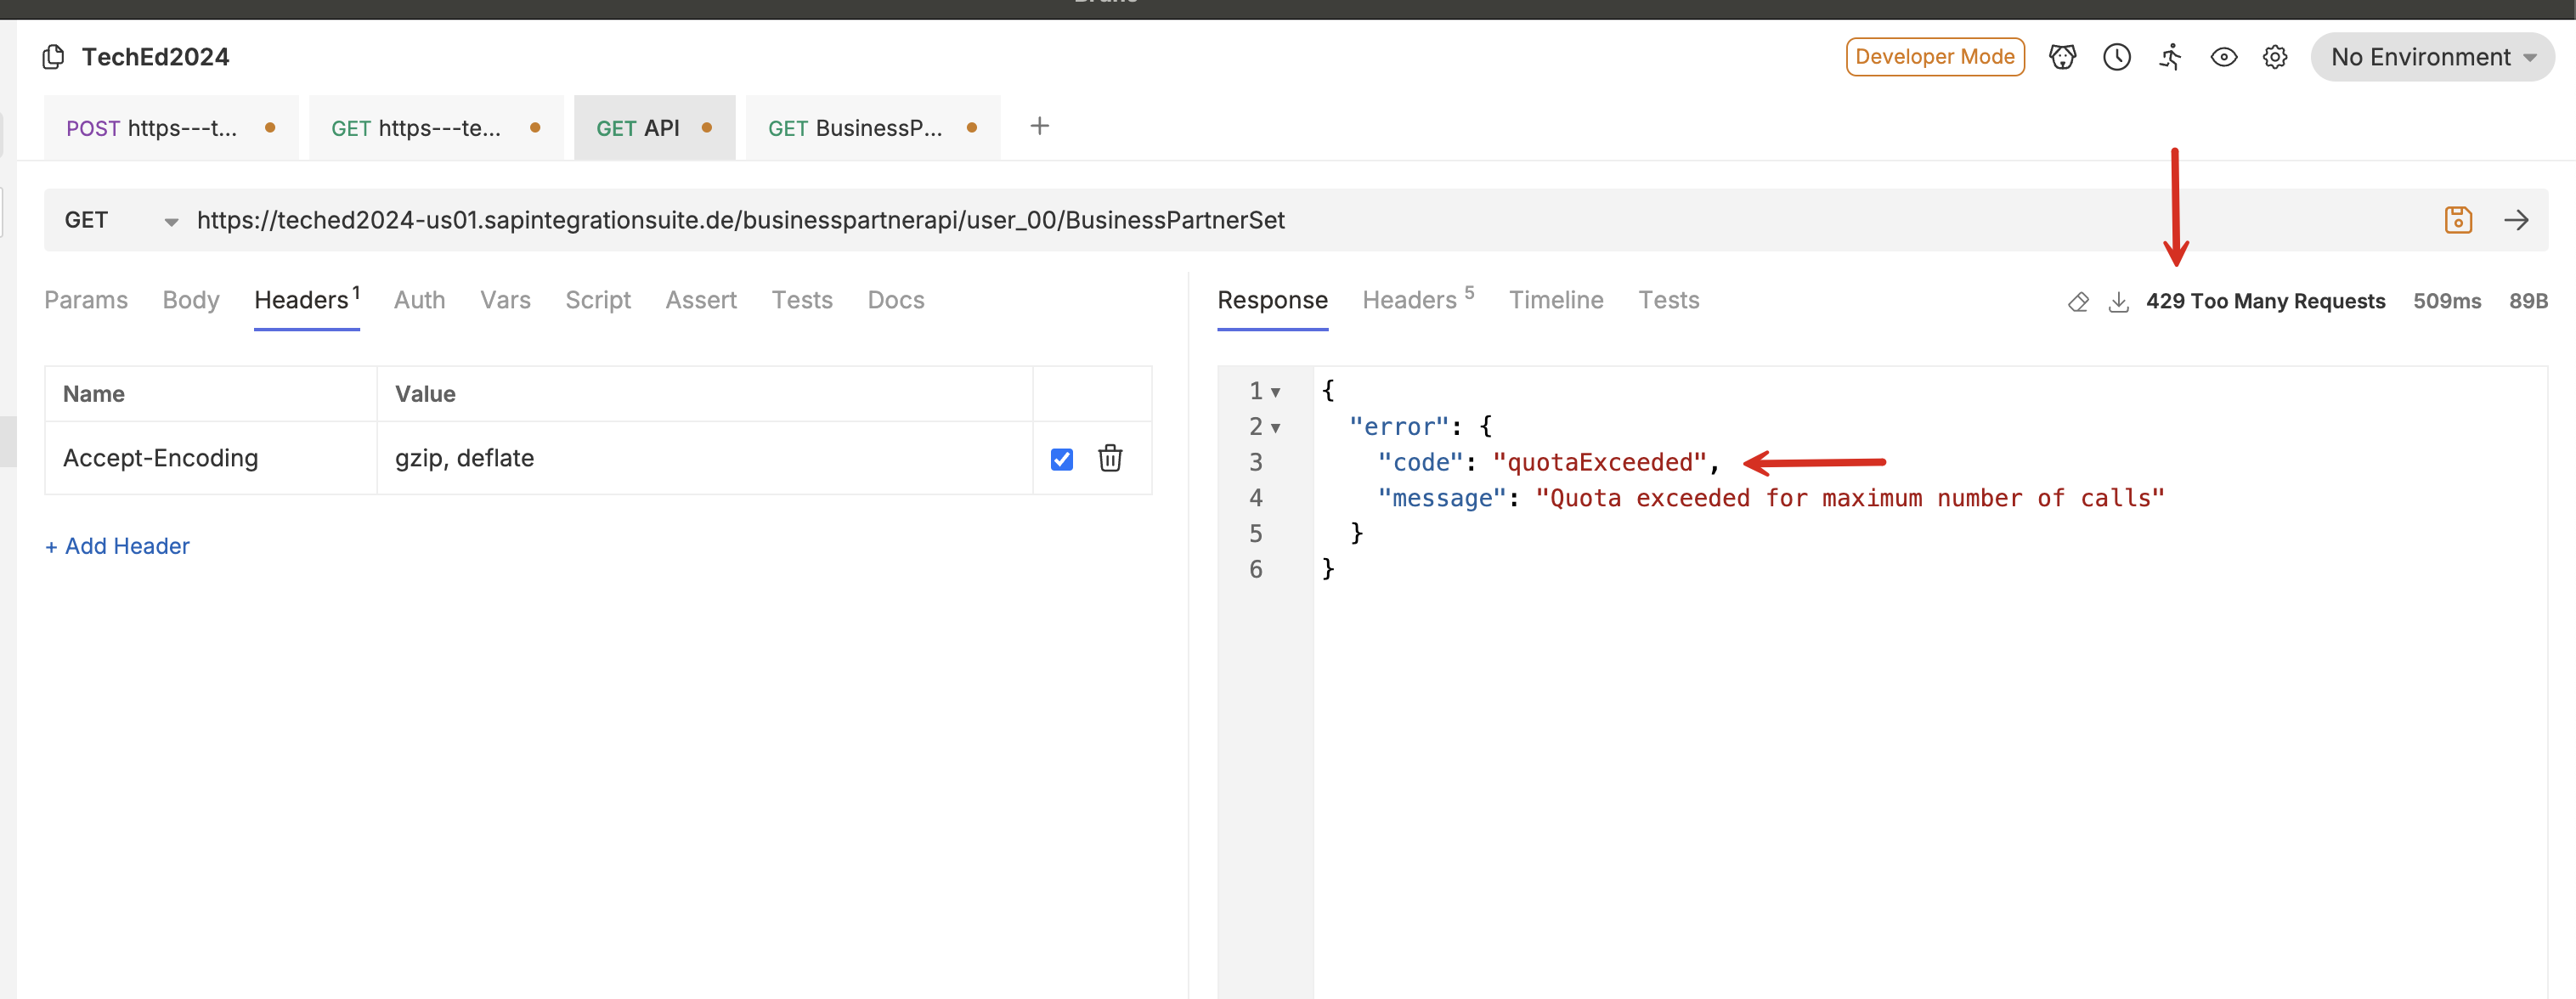 TechEd2024
Developer Mode
No Environment
POST https---t...
GET https---te...
GET API
GET BusinessP...
+
GET
https://teched2024-us01.sapintegrationsuite.de/businesspartnerapi/user_00/BusinessPartnerSet
Params Body Headers 1 Auth Vars Script Assert Tests Docs
Name Value
Accept-Encoding gzip, deflate
+ Add Header
Response Headers 5 Timeline Tests
429 Too Many Requests 509ms 89B
1 {
2 "error": {
3 "code": "quotaExceeded",
4 "message": "Quota exceeded for maximum number of calls"
5 }
6 }